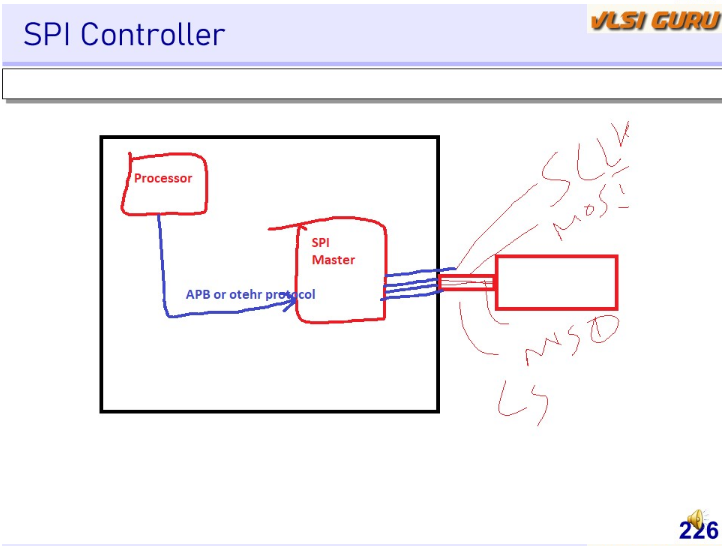 SPI Controller
VLSI GURU
Processor
SPI
Master
APB or otehr protocol
SCLK
MOSI
MISO
CS
226